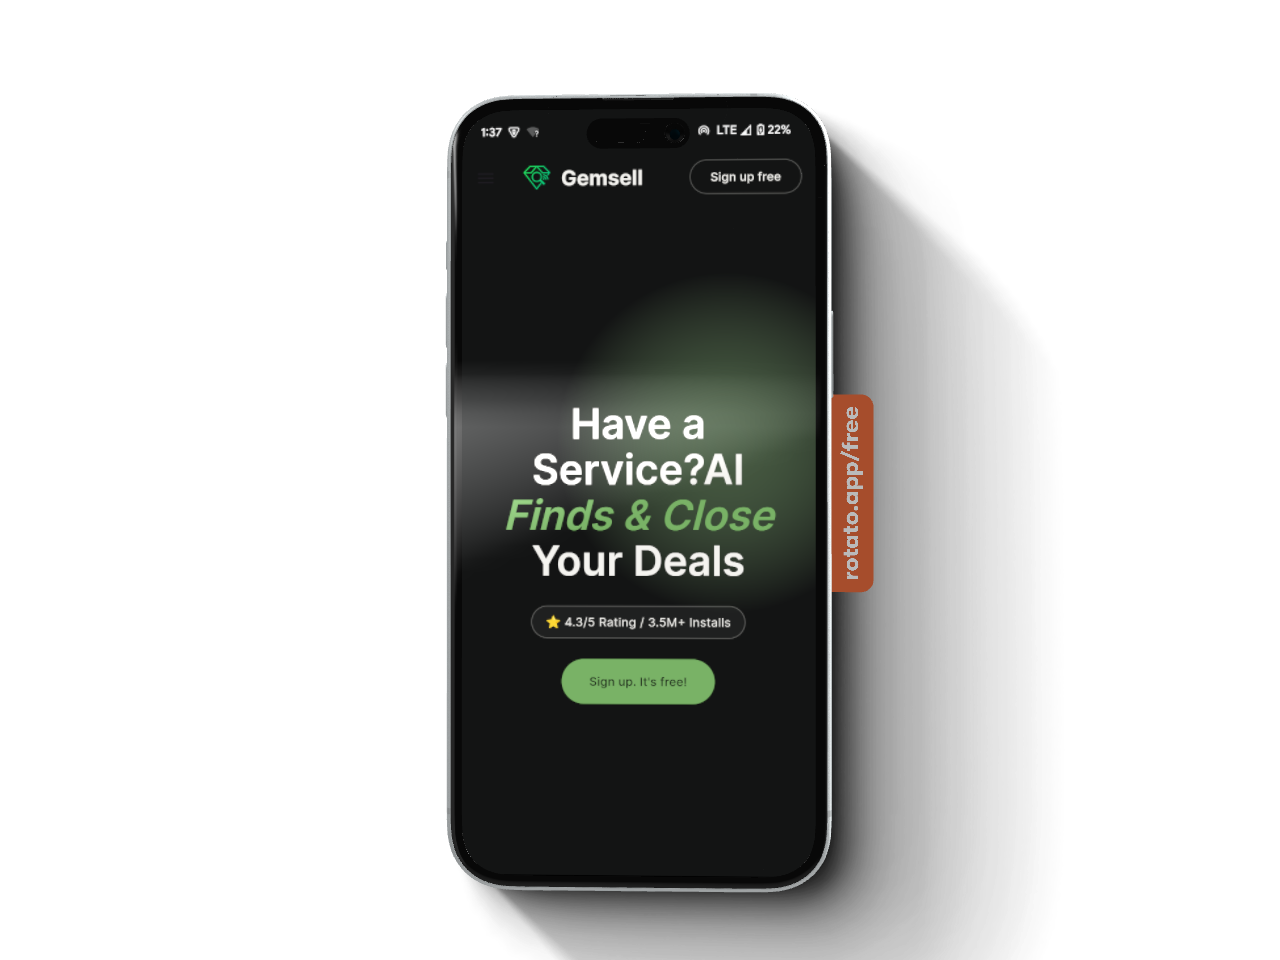 1:37 LTE 22%
Gemsell
Sign up free
Have a
Service?AI
Finds & Close
Your Deals
4.3/5 Rating / 3.5M+ Installs
Sign up. It's free!
rotato.app/free